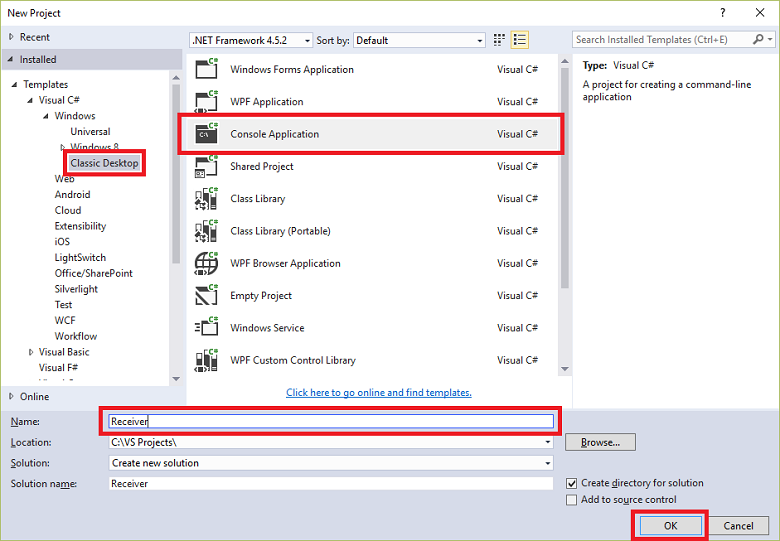 New Project
? ×
Recent
Installed
Templates
Visual C#
Windows
Universal
Windows 8
Classic Desktop
Web
Android
Cloud
Extensibility
iOS
LightSwitch
Office/SharePoint
Silverlight
Test
WCF
Workflow
Visual Basic
Visual F#
Online
.NET Framework 4.5.2 Sort by: Default
Windows Forms Application Visual C#
WPF Application Visual C#
Console Application Visual C#
Shared Project Visual C#
Class Library Visual C#
Class Library (Portable) Visual C#
WPF Browser Application Visual C#
Empty Project Visual C#
Windows Service Visual C#
WPF Custom Control Library Visual C#
Click here to go online and find templates.
Search Installed Templates (Ctrl+E)
Type: Visual C#
A project for creating a command-line
application
Name: Receiver
Location: C:\VS Projects\ Browse...
Solution: Create new solution
Solution name: Receiver
Create directory for solution
Add to source control
OK Cancel